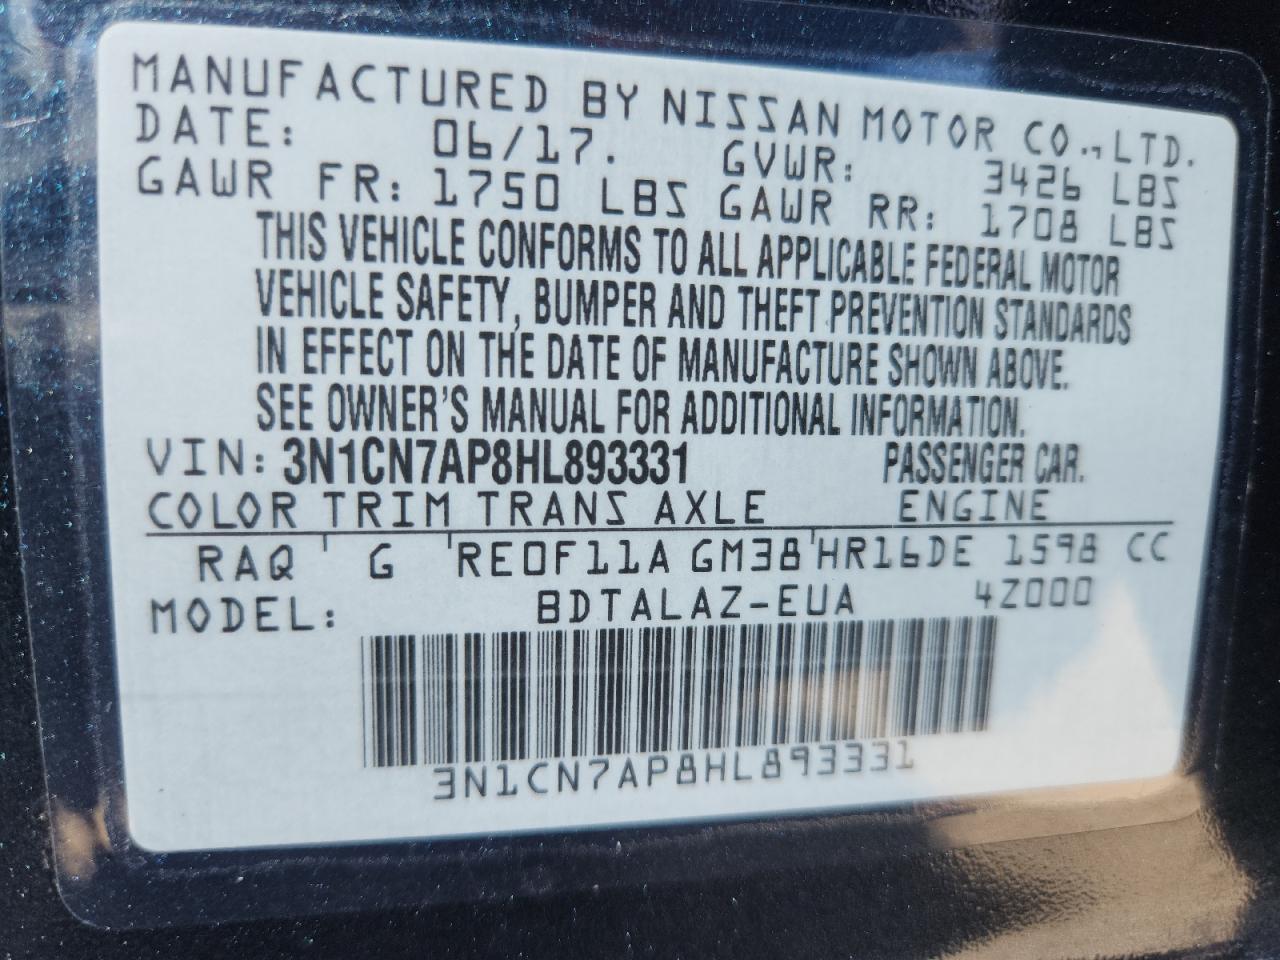 MANUFACTURED BY NISSAN MOTOR CO., LTD.
DATE: 06/17. GVWR: 3426 LBS
GAWR FR: 1750 LBS GAWR RR: 1708 LBS
THIS VEHICLE CONFORMS TO ALL APPLICABLE FEDERAL MOTOR
VEHICLE SAFETY, BUMPER AND THEFT PREVENTION STANDARDS
IN EFFECT ON THE DATE OF MANUFACTURE SHOWN ABOVE.
SEE OWNER'S MANUAL FOR ADDITIONAL INFORMATION.
VIN: 3N1CN7AP8HL893331 PASSENGER CAR.
COLOR TRIM TRANS AXLE ENGINE
RAQ G RE0F11A GM38 HR16DE 1598 CC
MODEL: BDTALAZ-EUA 4Z000
3N1CN7AP8HL893331